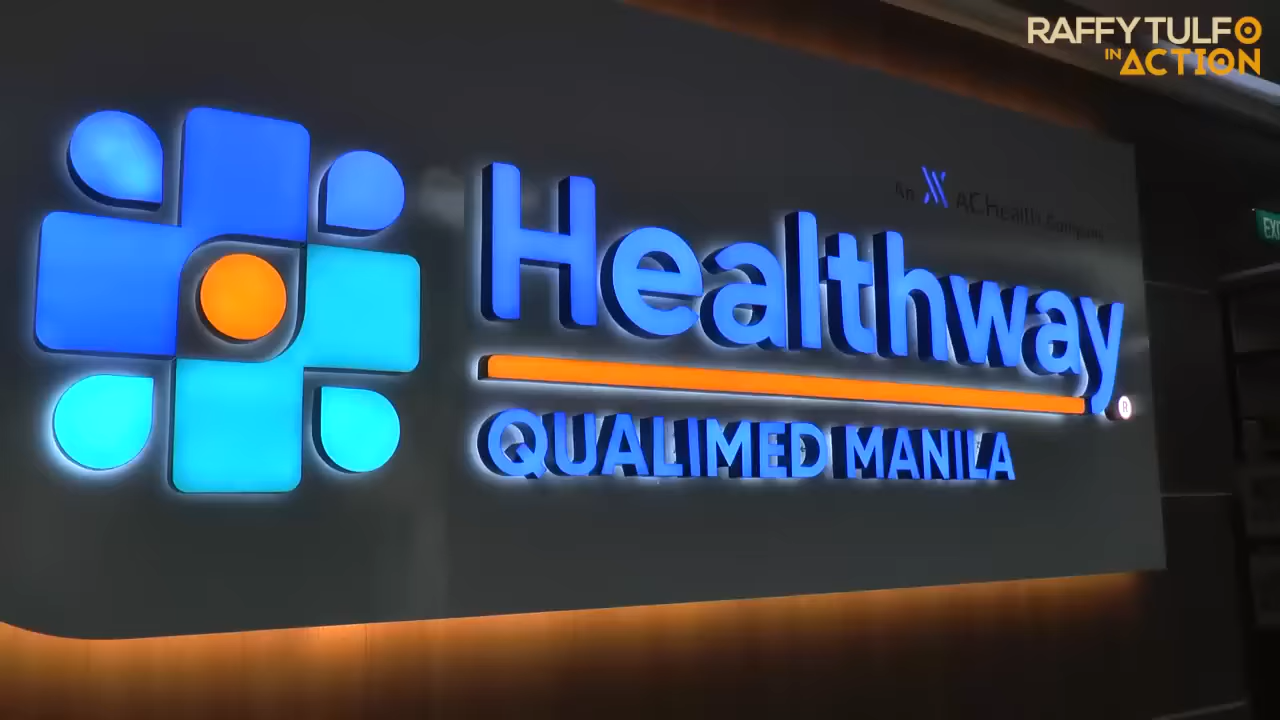 RAFFY TULFO
IN ACTION
An AC Health Company
Healthway
®
QUALIMED MANILA